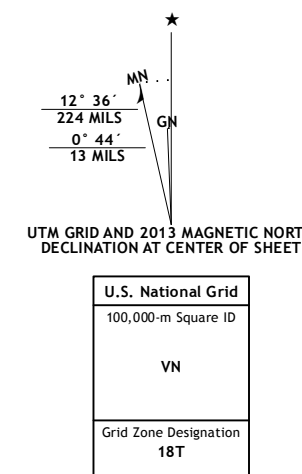 ★
MN
12° 36´
224 MILS
GN
0° 44´
13 MILS
UTM GRID AND 2013 MAGNETIC NORT
DECLINATION AT CENTER OF SHEET
U.S. National Grid
100,000-m Square ID
VN
Grid Zone Designation
18T